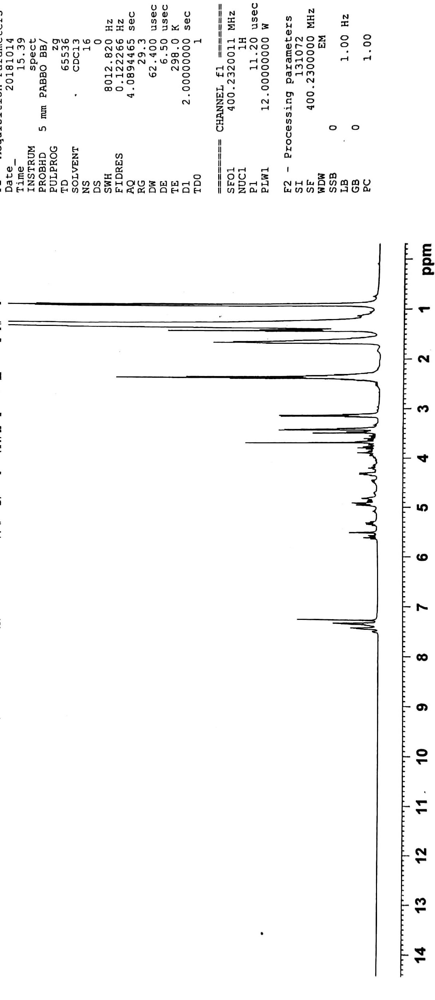 Date_ 20181014
Time_ 15.39
INSTRUM spect
PROBHD 5 mm PABBO BB/
PULPROG zg
TD 65536
SOLVENT CDCl3
NS 16
DS 0
SWH 8012.820 Hz
FIDRES 0.122266 Hz
AQ 4.0894465 sec
RG 29.3
DW 62.400 usec
DE 6.50 usec
TE 298.0 K
D1 2.00000000 sec
TD0 1
======== CHANNEL f1 ========
SFO1 400.2320011 MHz
NUC1 1H
P1 11.20 usec
PLW1 12.00000000 W
F2 - Processing parameters
SI 131072
SF 400.2300000 MHz
WDW EM
SSB 0
LB 1.00 Hz
GB 0
PC 1.00
14 13 12 11 10 9 8 7 6 5 4 3 2 1 ppm